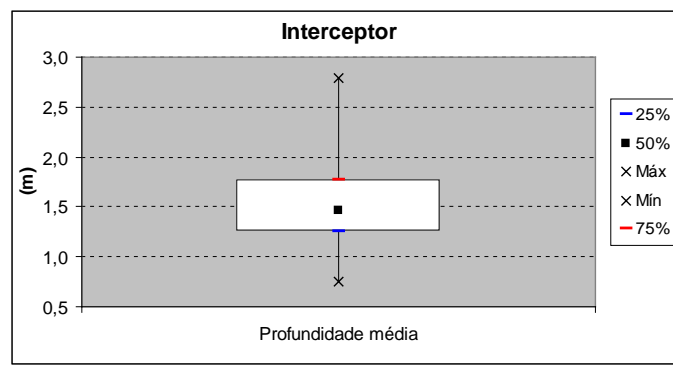 Interceptor
3,0
2,5
2,0
1,5
1,0
0,5
(m)
Profundidade média
25%
50%
Máx
Mín
75%